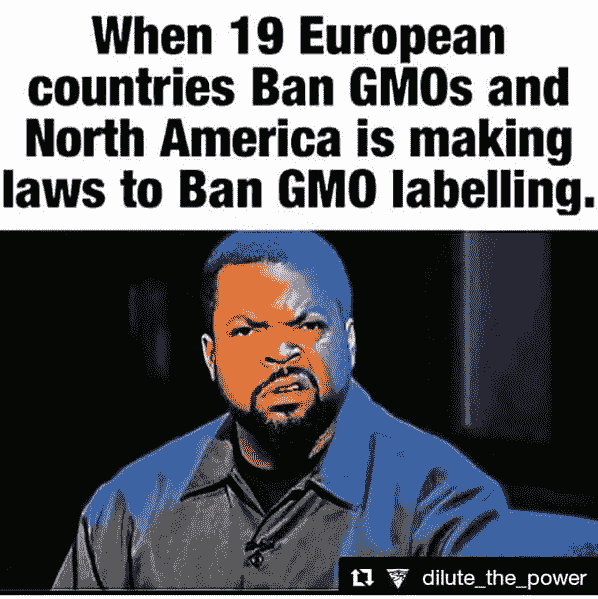 When 19 European
countries Ban GMOs and
North America is making
laws to Ban GMO labelling.
dilute_the_power